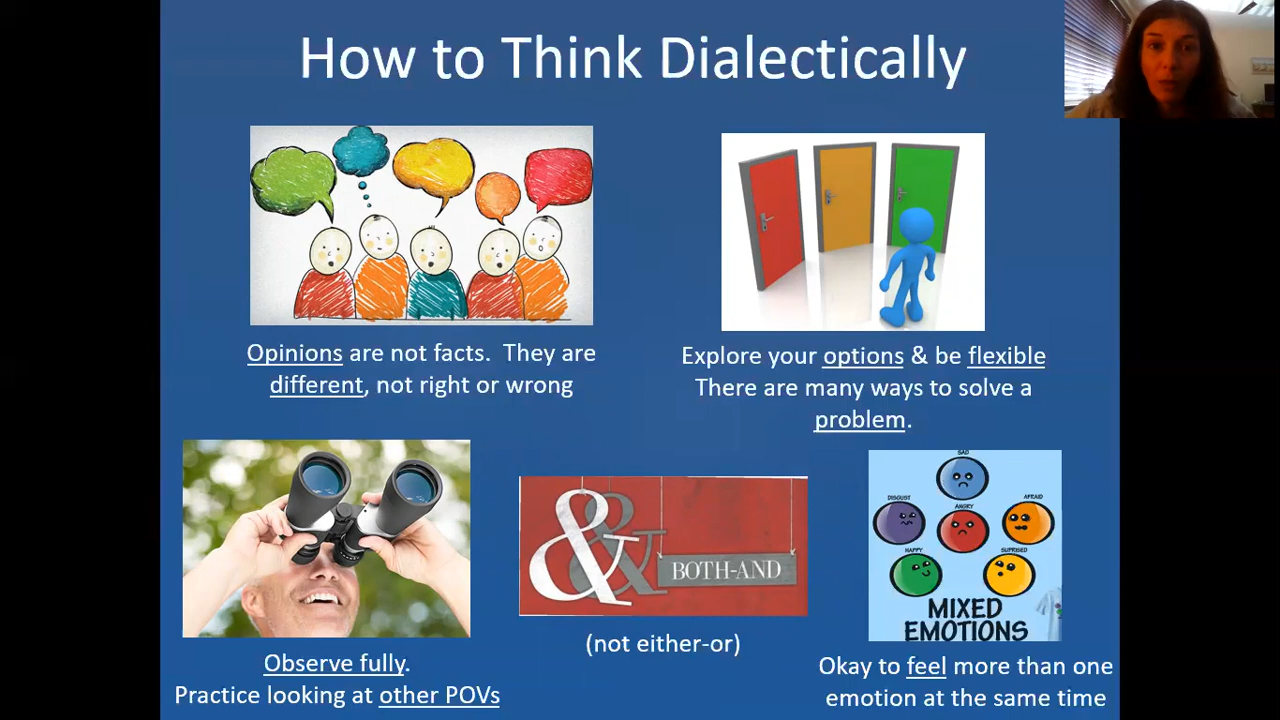 How to Think Dialectically
Opinions are not facts. They are
different, not right or wrong
Explore your options & be flexible
There are many ways to solve a
problem.
Observe fully.
Practice looking at other POVs
&
BOTH-AND
(not either-or)
SAD
DISGUST
AFRAID
ANGRY
HAPPY
SUPRISED
MIXED
EMOTIONS
Okay to feel more than one
emotion at the same time